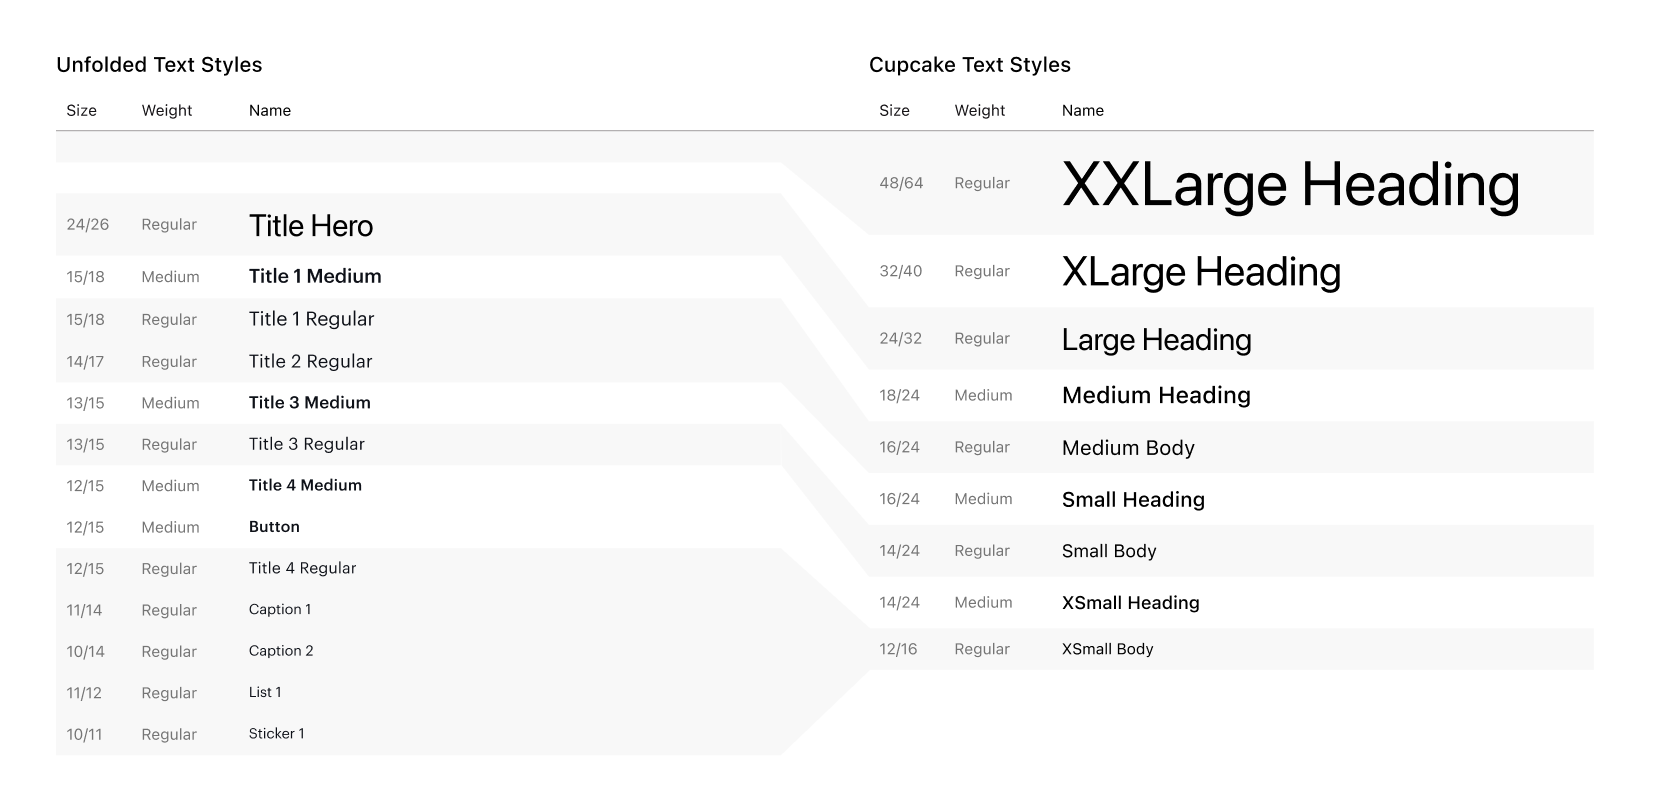 Unfolded Text Styles
Size Weight Name
24/26 Regular Title Hero
15/18 Medium Title 1 Medium
15/18 Regular Title 1 Regular
14/17 Regular Title 2 Regular
13/15 Medium Title 3 Medium
13/15 Regular Title 3 Regular
12/15 Medium Title 4 Medium
12/15 Medium Button
12/15 Regular Title 4 Regular
11/14 Regular Caption 1
10/14 Regular Caption 2
11/12 Regular List 1
10/11 Regular Sticker 1
Cupcake Text Styles
Size Weight Name
48/64 Regular XXLarge Heading
32/40 Regular XLarge Heading
24/32 Regular Large Heading
18/24 Medium Medium Heading
16/24 Regular Medium Body
16/24 Medium Small Heading
14/24 Regular Small Body
14/24 Medium XSmall Heading
12/16 Regular XSmall Body